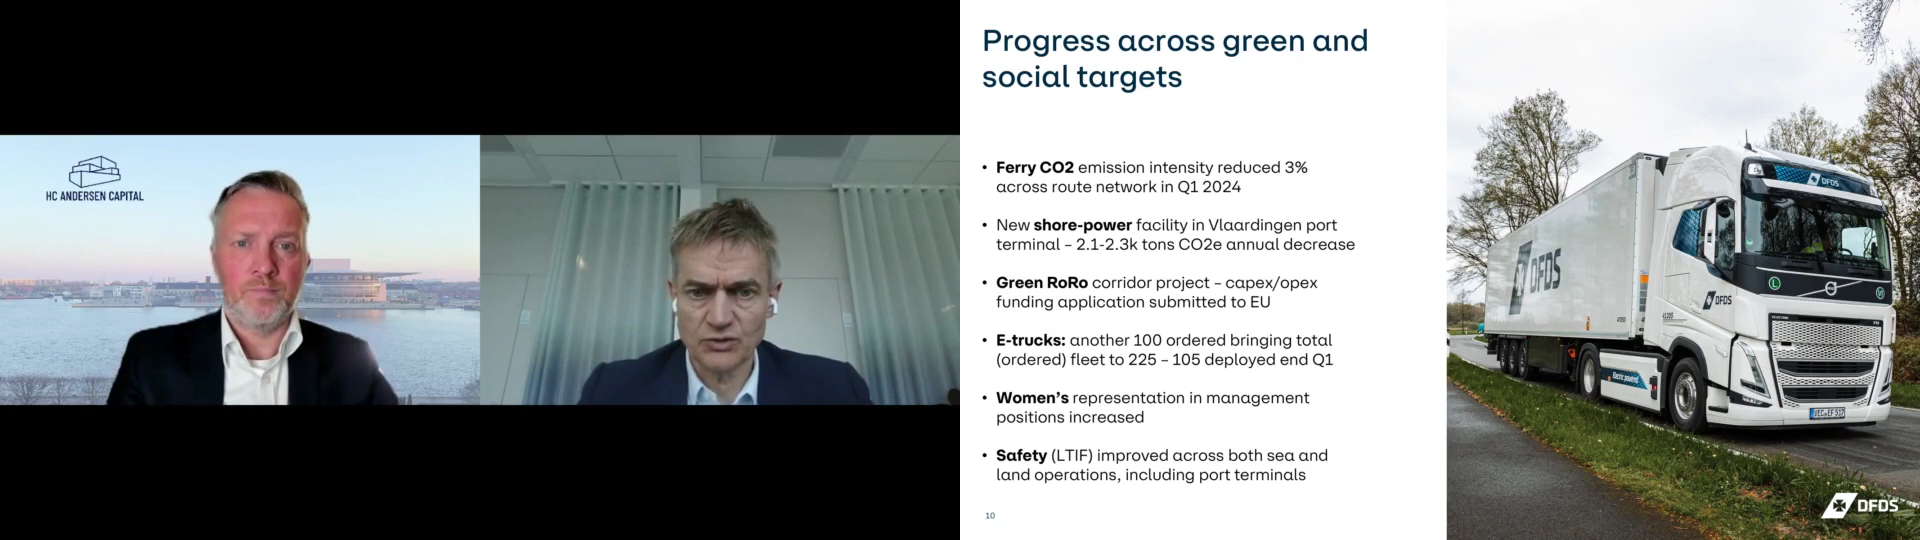 HC ANDERSEN CAPITAL
Progress across green and
social targets
• Ferry CO2 emission intensity reduced 3%
across route network in Q1 2024
• New shore-power facility in Vlaardingen port
terminal – 2.1-2.3k tons CO2e annual decrease
• Green RoRo corridor project – capex/opex
funding application submitted to EU
• E-trucks: another 100 ordered bringing total
(ordered) fleet to 225 – 105 deployed end Q1
• Women's representation in management
positions increased
• Safety (LTIF) improved across both sea and
land operations, including port terminals
10
DFDS
DFDS
DFDS
Electric powered
DFDS